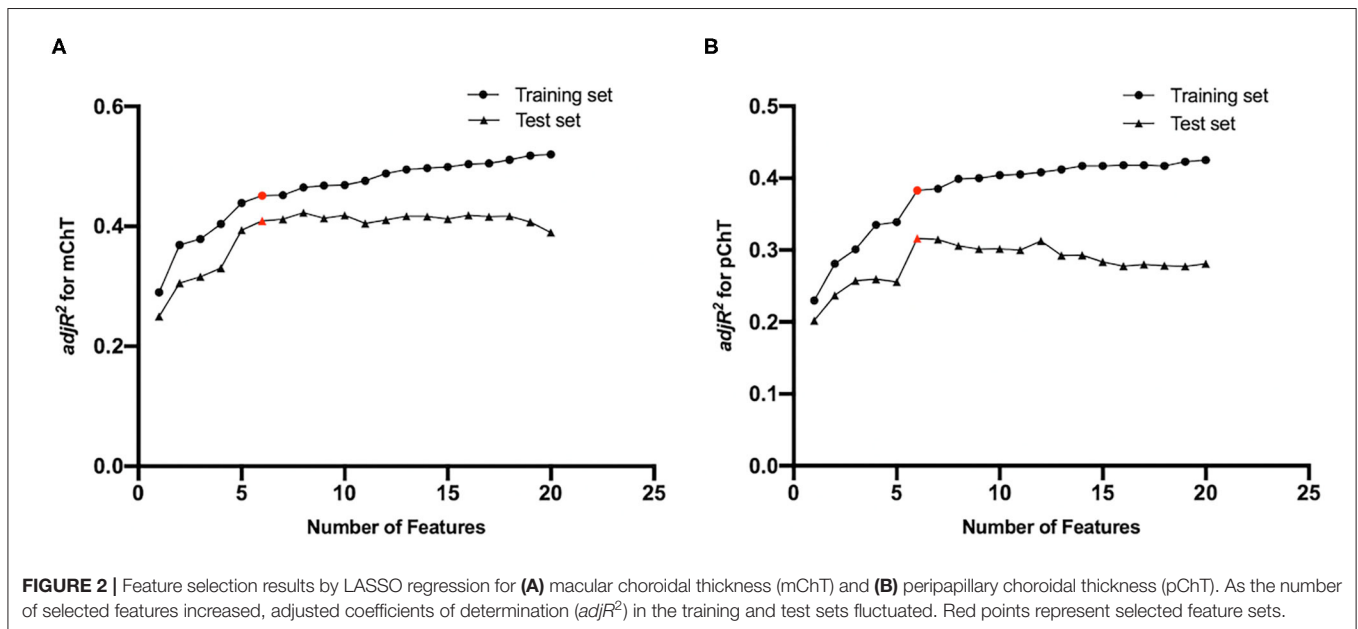 A
B
Training set
Test set
Training set
Test set
0.6
0.4
0.2
0.0
adjR² for mChT
0 5 10 15 20 25
Number of Features
0.5
0.4
0.3
0.2
0.1
0.0
adjR² for pChT
0 5 10 15 20 25
Number of Features
FIGURE 2 | Feature selection results by LASSO regression for (A) macular choroidal thickness (mChT) and (B) peripapillary choroidal thickness (pChT). As the number
of selected features increased, adjusted coefficients of determination (adjR²) in the training and test sets fluctuated. Red points represent selected feature sets.